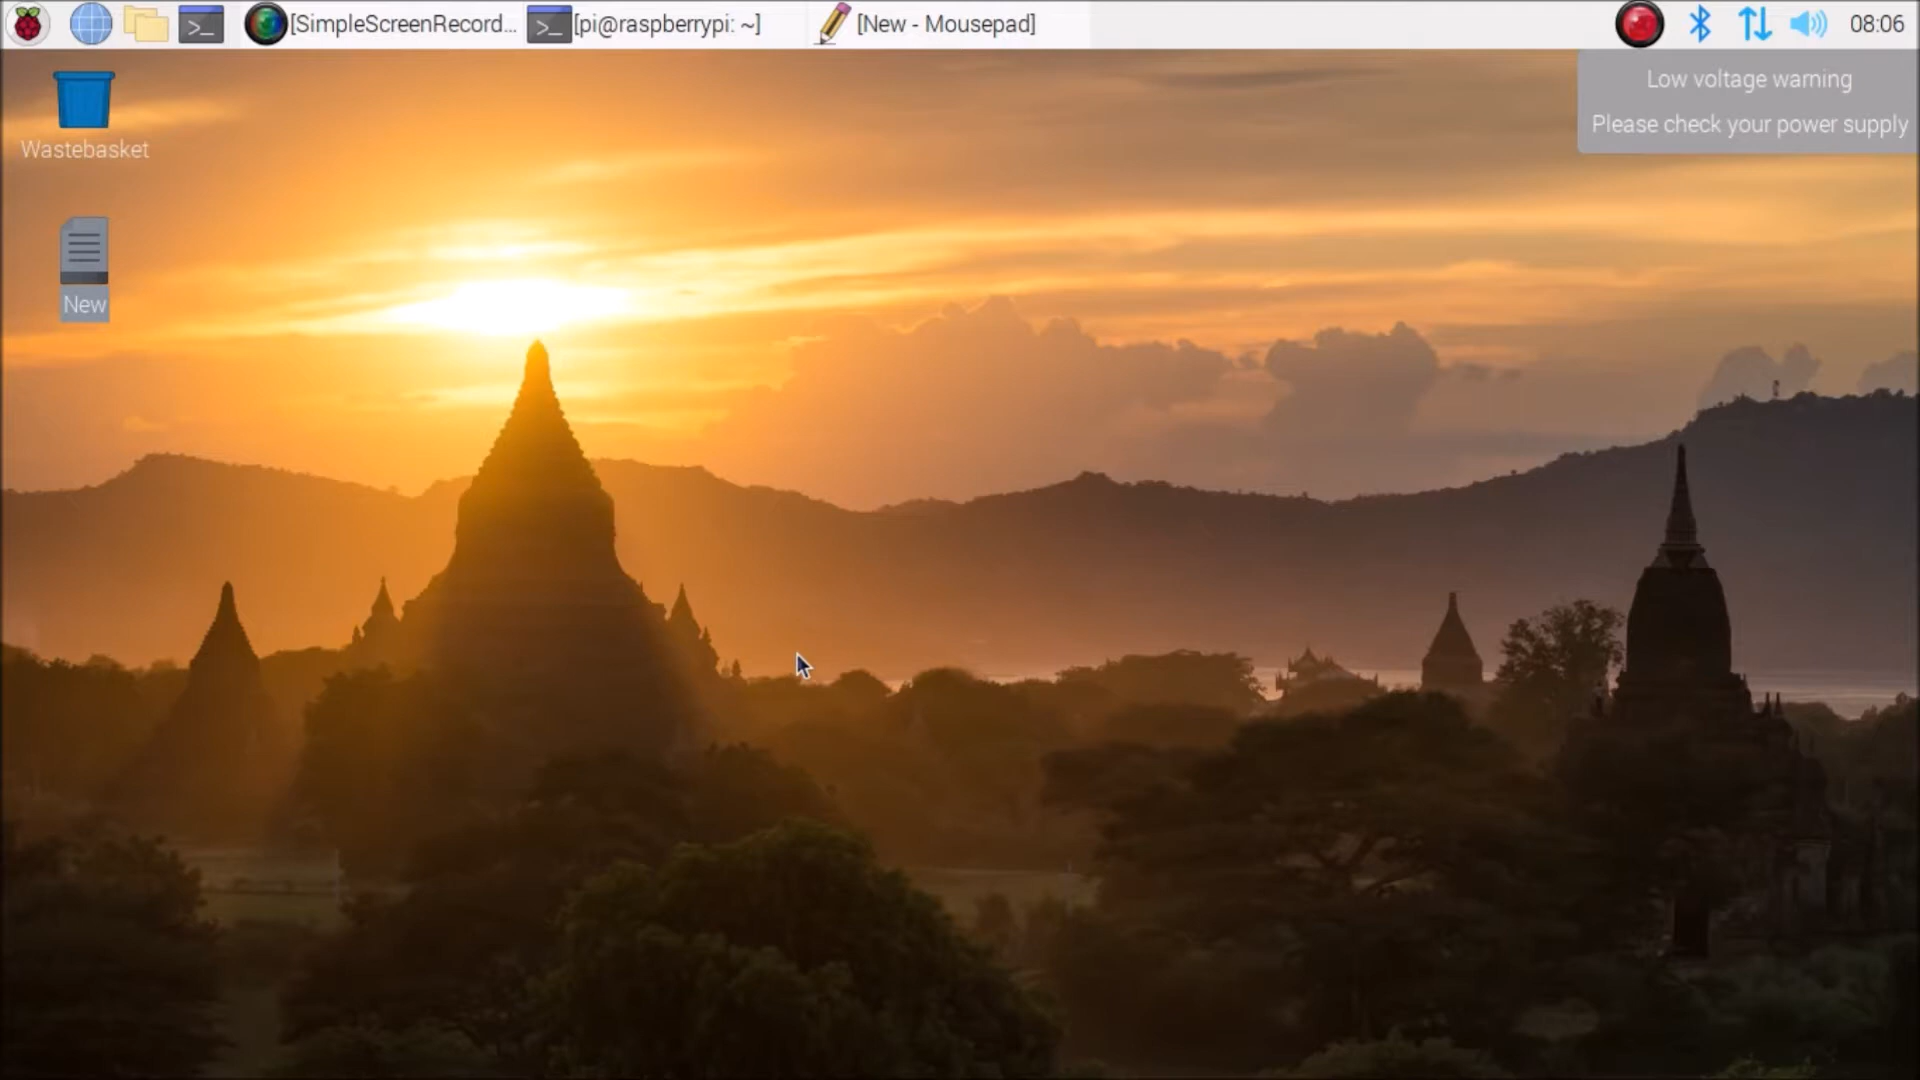 [SimpleScreenRecord... [pi@raspberrypi: ~] [New - Mousepad] 08:06
Low voltage warning
Please check your power supply
Wastebasket
New